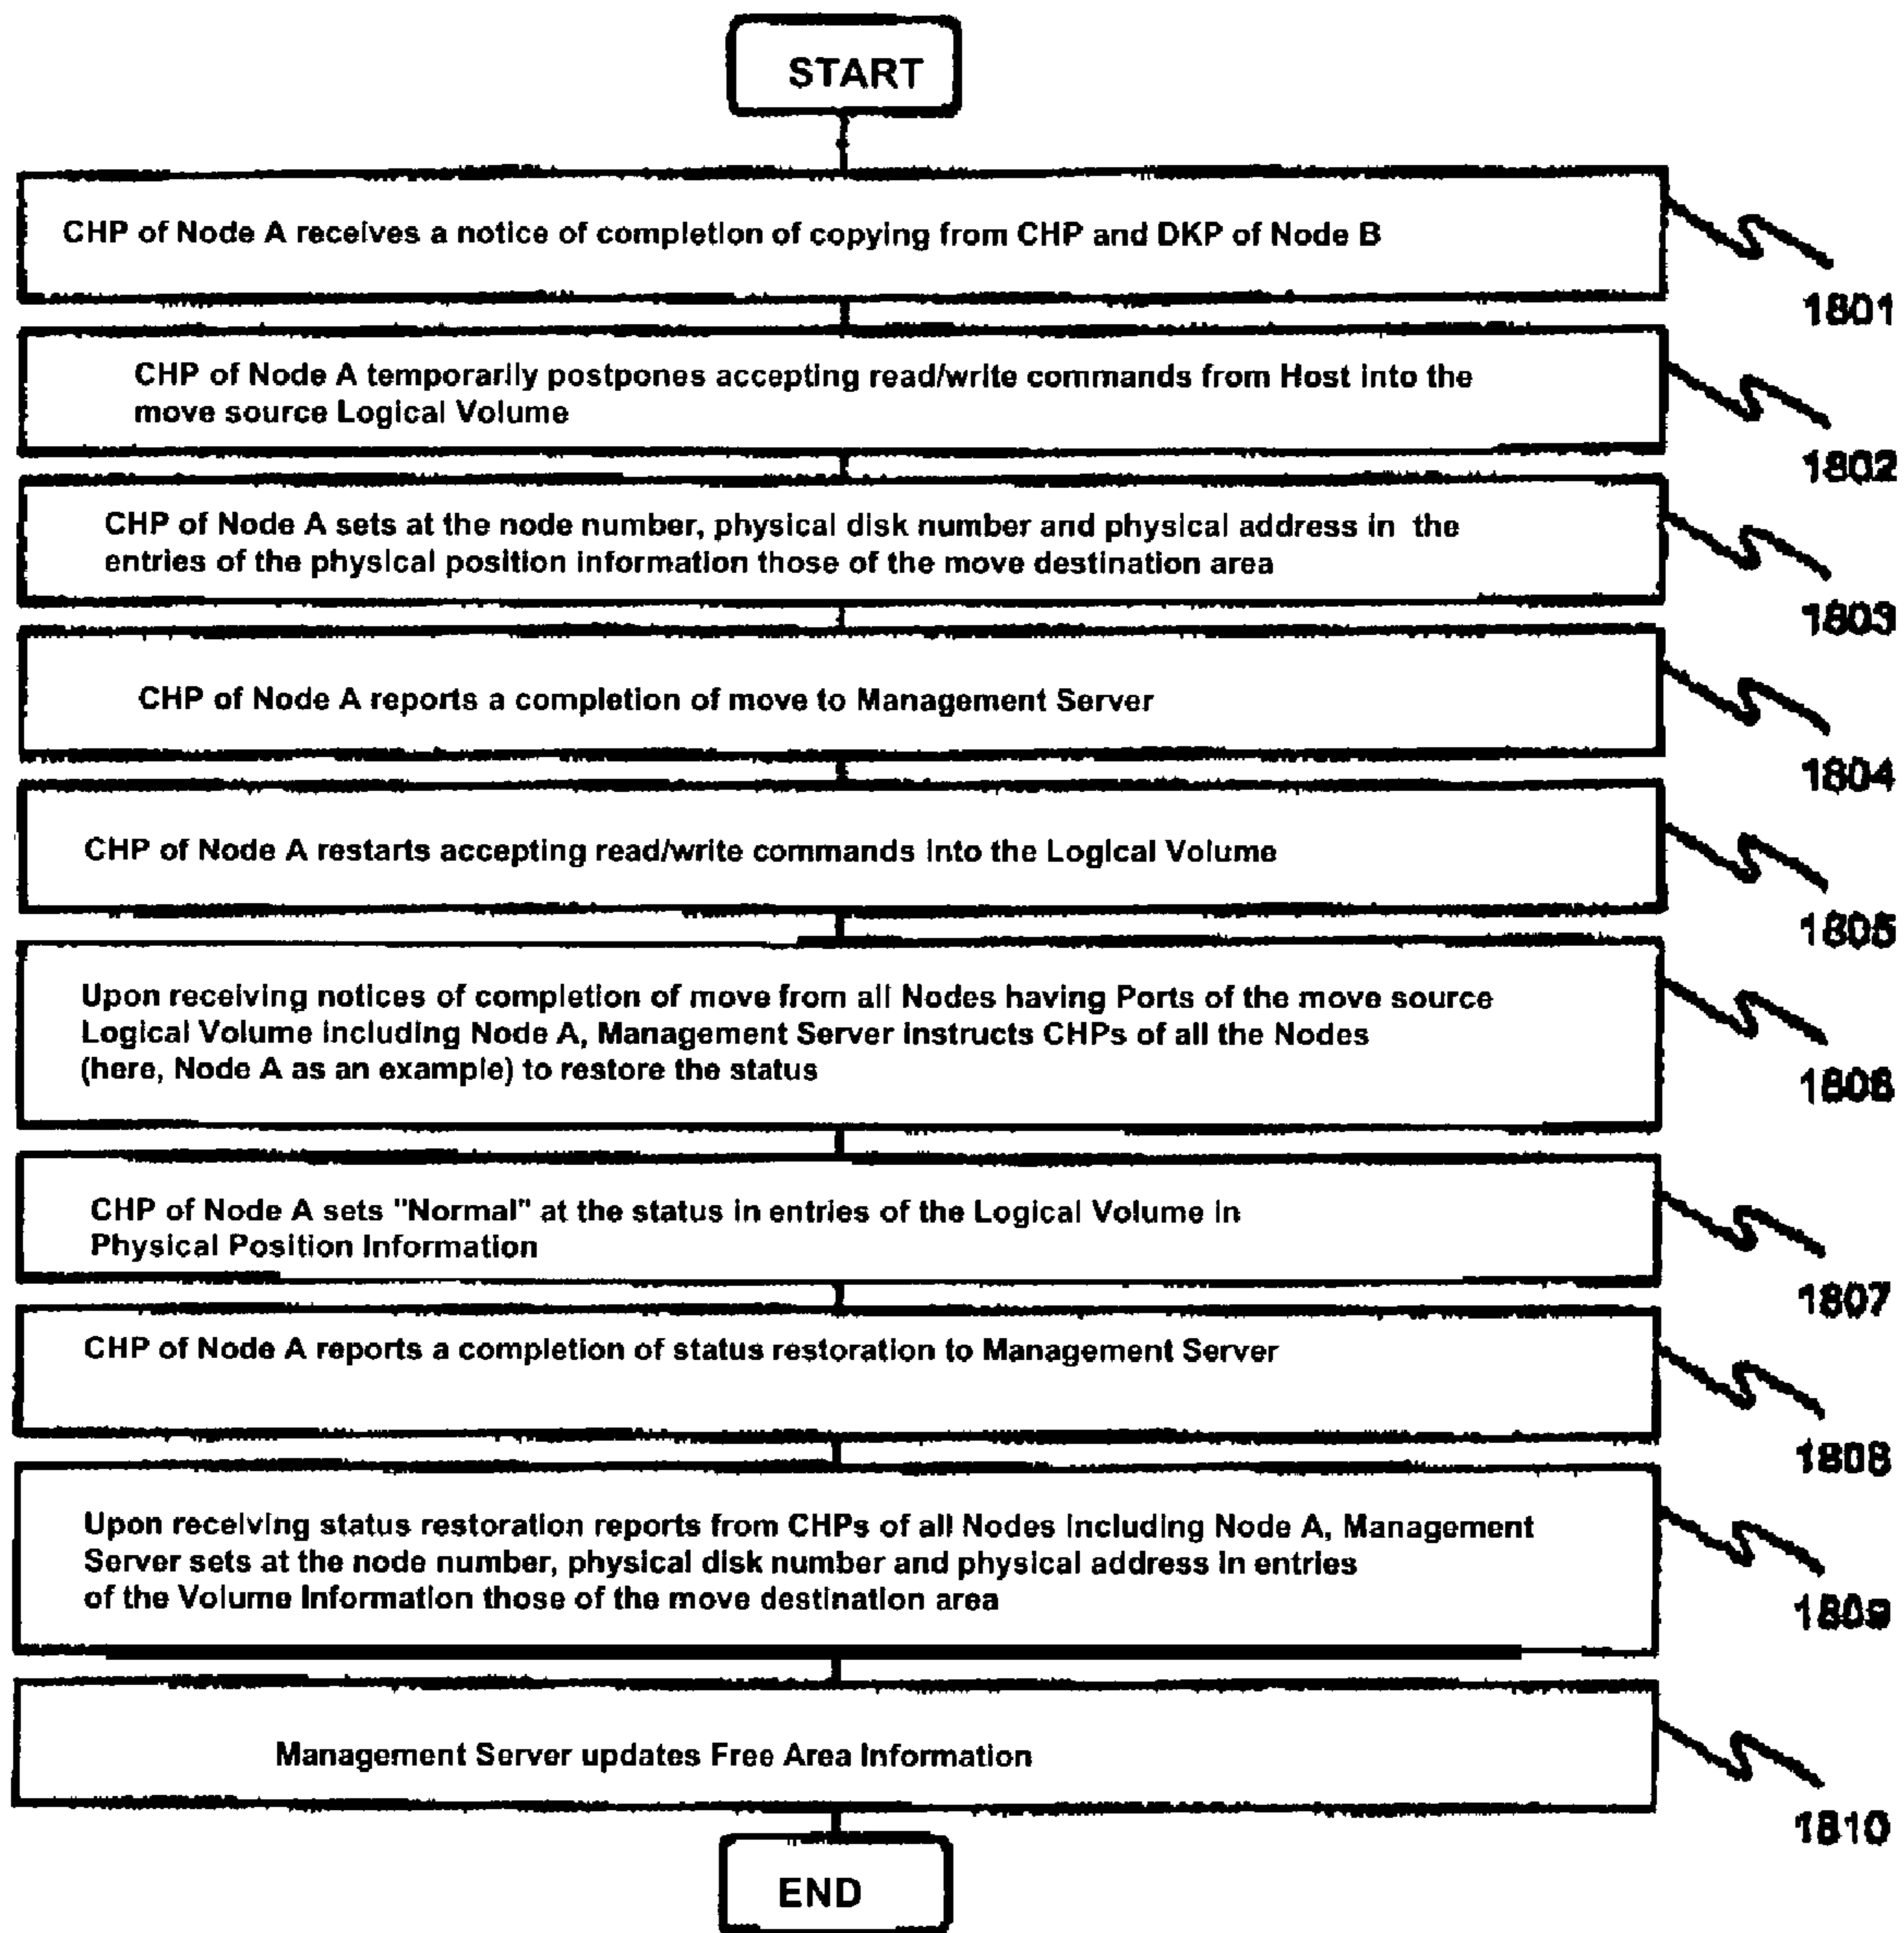 START
CHP of Node A receives a notice of completion of copying from CHP and DKP of Node B
1801
CHP of Node A temporarily postpones accepting read/write commands from Host into the
move source Logical Volume
1802
CHP of Node A sets at the node number, physical disk number and physical address in the
entries of the physical position information those of the move destination area
1803
CHP of Node A reports a completion of move to Management Server
1804
CHP of Node A restarts accepting read/write commands into the Logical Volume
1805
Upon receiving notices of completion of move from all Nodes having Ports of the move source
Logical Volume including Node A, Management Server instructs CHPs of all the Nodes
(here, Node A as an example) to restore the status
1806
CHP of Node A sets "Normal" at the status in entries of the Logical Volume in
Physical Position Information
1807
CHP of Node A reports a completion of status restoration to Management Server
1808
Upon receiving status restoration reports from CHPs of all Nodes including Node A, Management
Server sets at the node number, physical disk number and physical address in entries
of the Volume Information those of the move destination area
1809
Management Server updates Free Area Information
1810
END